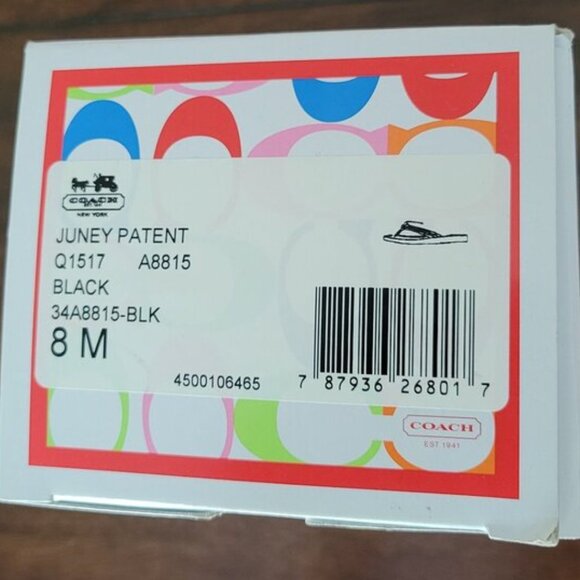 COACH
NEW YORK
JUNEY PATENT
Q1517 A8815
BLACK
34A8815-BLK
8 M
4500106465
7 87936 26801 7
COACH
EST 1941